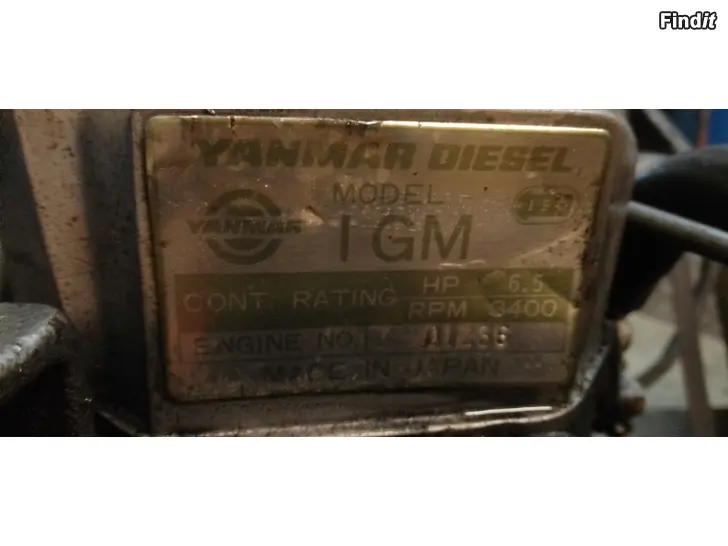 Findit
YANMAR DIESEL
MODEL
YANMAR
1GM
CONT. RATING HP 6.5
RPM 3400
ENGINE NO.
MADE IN JAPAN